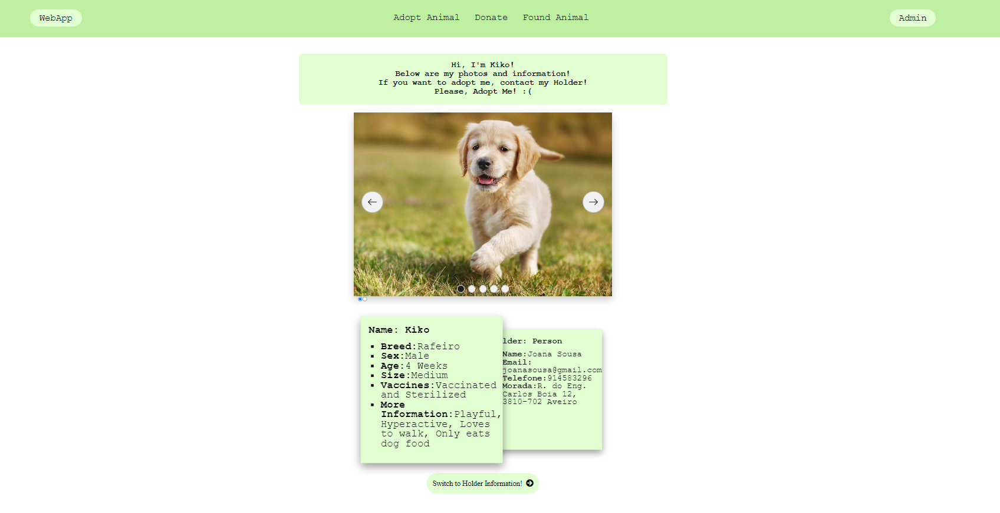 WebApp
Adopt Animal Donate Found Animal
Admin
Hi, I'm Kiko!
Below are my photos and information!
If you want to adopt me, contact my Holder!
Please, Adopt Me! :(
Name: Kiko
Breed:Rafeiro
Sex:Male
Age:4 Weeks
Size:Medium
Vaccines:Vaccinated
and Sterilized
More
Information:Playful,
Hyperactive, Loves
to walk, Only eats
dog food
lder: Person
Name:Joana Sousa
Email:
joanasousa@gmail.com
Telefone:914583296
Morada:R. do Eng.
Carlos Boia 12,
3810-702 Aveiro
Switch to Holder Information!